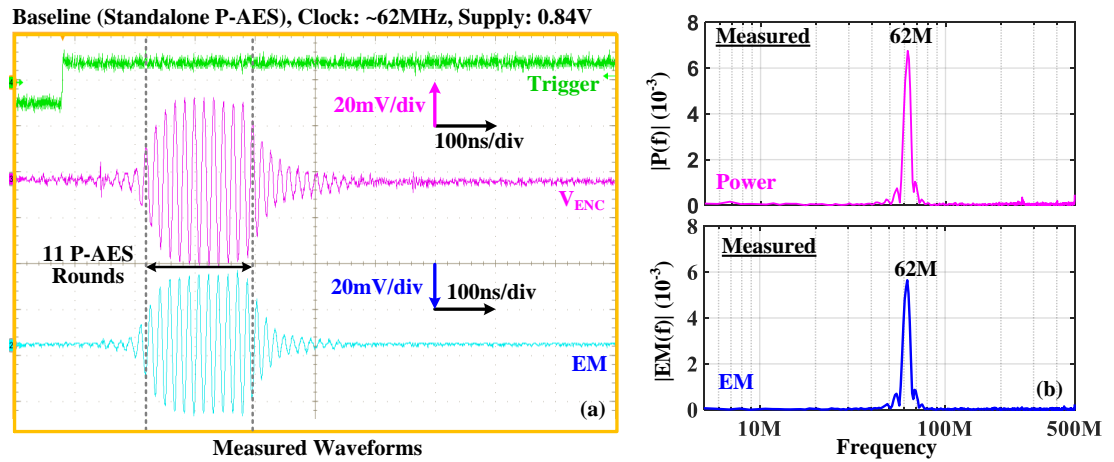 Baseline (Standalone P-AES), Clock: ~62MHz, Supply: 0.84V
Trigger
20mV/div
100ns/div
V_ENC
11 P-AES
Rounds
20mV/div
100ns/div
EM
2
(a)
Measured Waveforms
8
6
4
2
0
|P(f)| (10^-3)
Measured
62M
Power
8
6
4
2
0
|EM(f)| (10^-3)
Measured
62M
EM
(b)
10M
100M
500M
Frequency